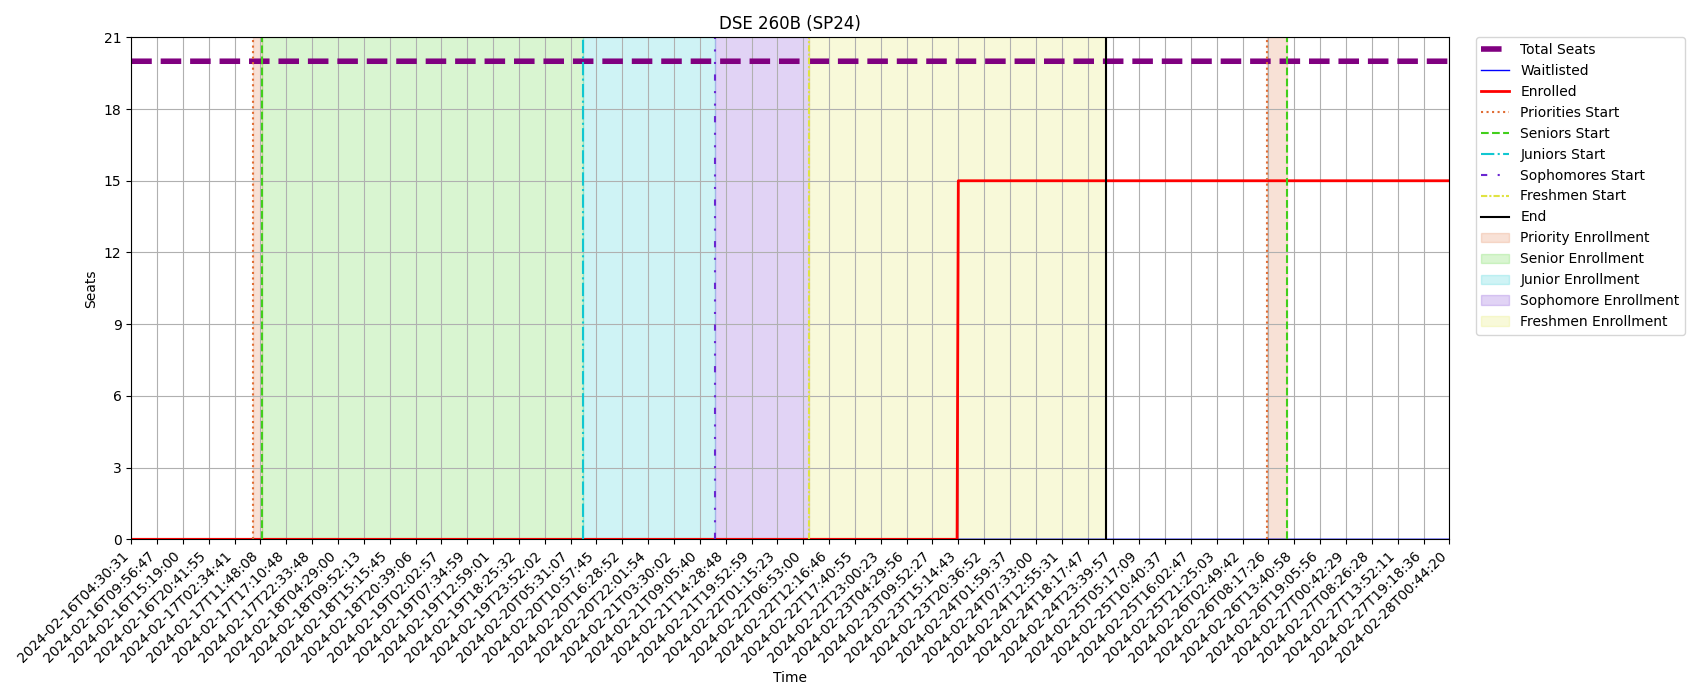 DSE 260B (SP24)
21
18
15
12
9
6
3
0
Seats
2024-02-16T04:30:31
2024-02-16T09:56:47
2024-02-16T15:19:00
2024-02-16T20:41:55
2024-02-17T02:34:41
2024-02-17T11:48:08
2024-02-17T17:10:48
2024-02-17T22:33:48
2024-02-18T04:29:00
2024-02-18T09:52:13
2024-02-18T15:15:45
2024-02-18T20:39:06
2024-02-19T02:02:57
2024-02-19T07:34:59
2024-02-19T12:59:01
2024-02-19T18:25:32
2024-02-19T23:52:02
2024-02-20T05:31:07
2024-02-20T10:57:45
2024-02-20T16:28:52
2024-02-20T22:01:54
2024-02-21T03:30:02
2024-02-21T09:05:40
2024-02-21T14:28:48
2024-02-21T19:52:59
2024-02-22T01:15:23
2024-02-22T06:53:00
2024-02-22T12:16:46
2024-02-22T17:40:55
2024-02-22T23:00:23
2024-02-23T04:29:56
2024-02-23T09:52:27
2024-02-23T15:14:43
2024-02-23T20:36:52
2024-02-24T01:59:37
2024-02-24T07:33:00
2024-02-24T12:55:31
2024-02-24T18:17:47
2024-02-24T23:39:57
2024-02-25T05:17:09
2024-02-25T10:40:37
2024-02-25T16:02:47
2024-02-25T21:25:03
2024-02-26T02:49:42
2024-02-26T08:17:26
2024-02-26T13:40:58
2024-02-26T19:05:56
2024-02-27T00:42:29
2024-02-27T08:26:28
2024-02-27T13:52:11
2024-02-27T19:18:36
2024-02-28T00:44:20
Time
Total Seats
Waitlisted
Enrolled
Priorities Start
Seniors Start
Juniors Start
Sophomores Start
Freshmen Start
End
Priority Enrollment
Senior Enrollment
Junior Enrollment
Sophomore Enrollment
Freshmen Enrollment